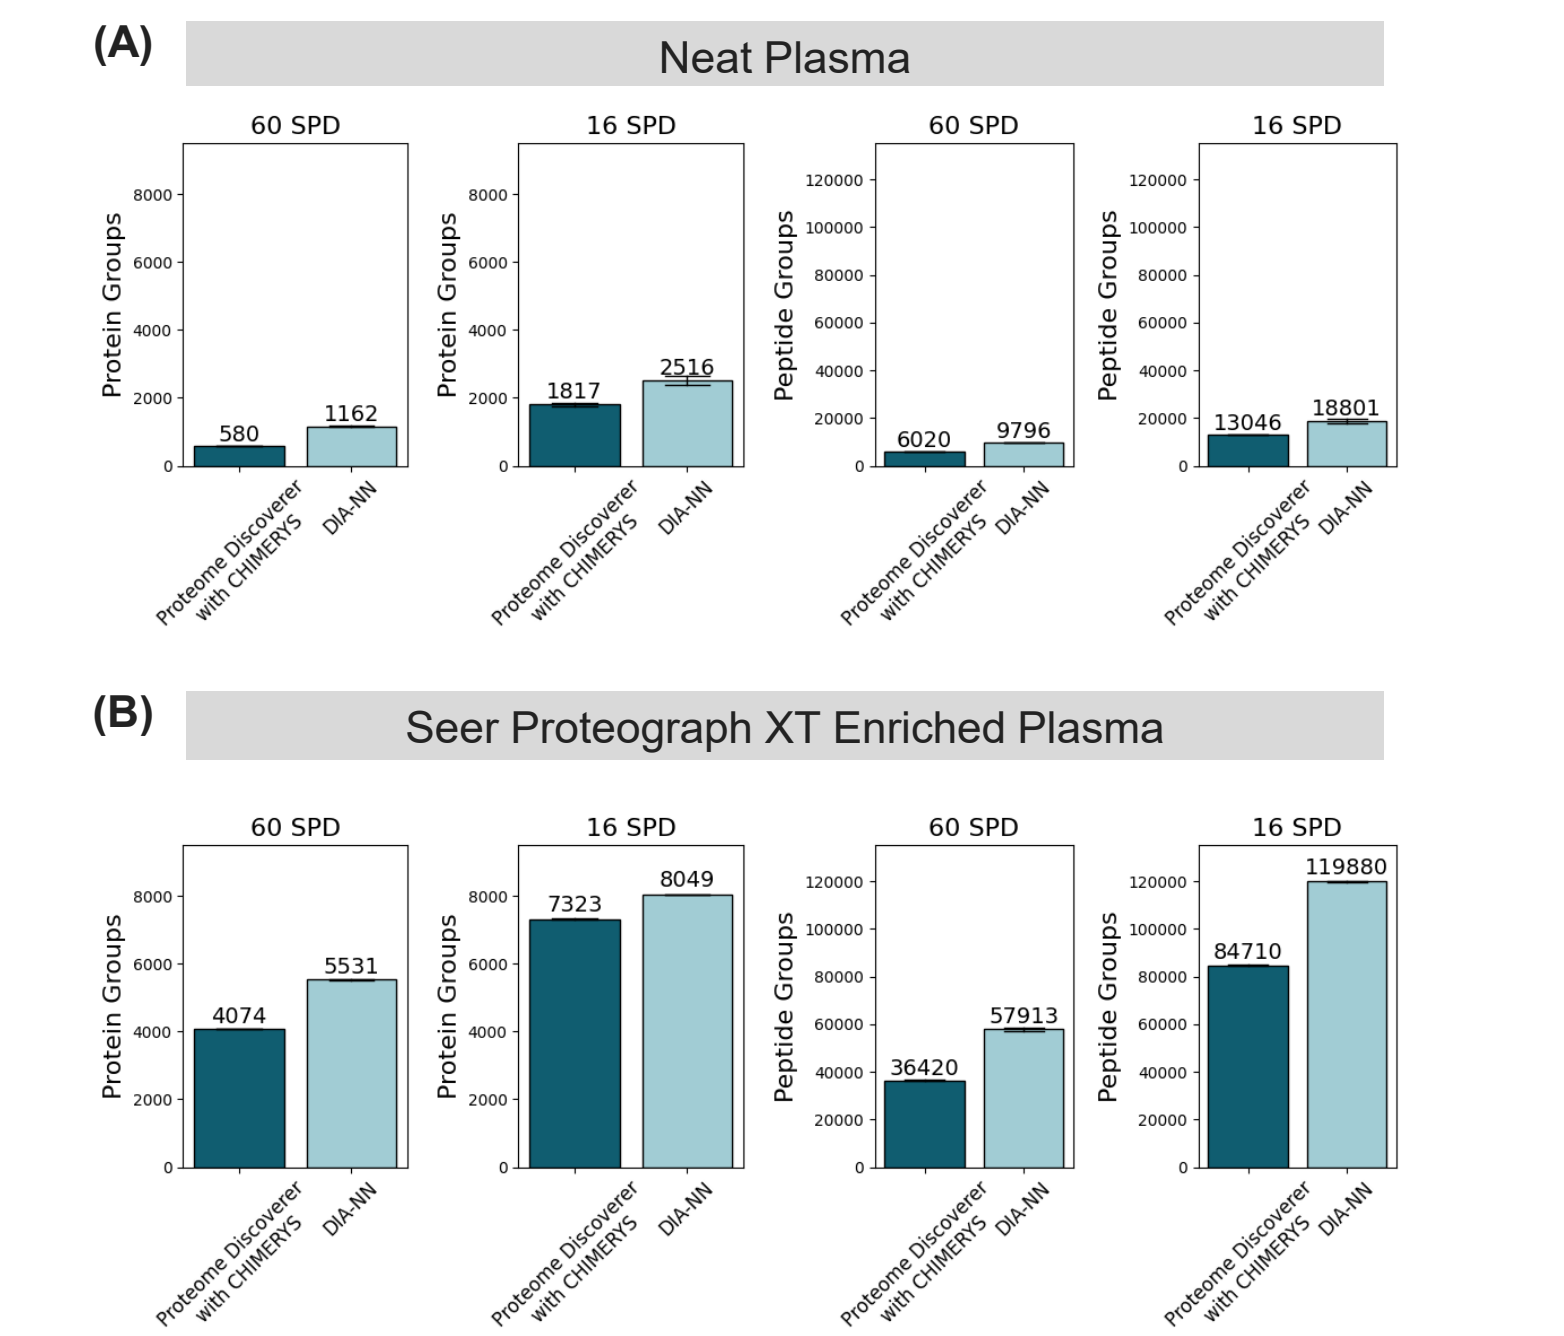 (A)
Neat Plasma
60 SPD
16 SPD
60 SPD
16 SPD
Protein Groups
8000
6000
4000
2000
0
580
1162
Proteome Discoverer
with CHIMERYS
DIA-NN
Protein Groups
8000
6000
4000
2000
0
1817
2516
Proteome Discoverer
with CHIMERYS
DIA-NN
Peptide Groups
120000
100000
80000
60000
40000
20000
0
6020
9796
Proteome Discoverer
with CHIMERYS
DIA-NN
Peptide Groups
120000
100000
80000
60000
40000
20000
0
13046
18801
Proteome Discoverer
with CHIMERYS
DIA-NN
(B)
Seer Proteograph XT Enriched Plasma
60 SPD
16 SPD
60 SPD
16 SPD
Protein Groups
8000
6000
4000
2000
0
4074
5531
Proteome Discoverer
with CHIMERYS
DIA-NN
Protein Groups
8000
6000
4000
2000
0
7323
8049
Proteome Discoverer
with CHIMERYS
DIA-NN
Peptide Groups
120000
100000
80000
60000
40000
20000
0
36420
57913
Proteome Discoverer
with CHIMERYS
DIA-NN
Peptide Groups
120000
100000
80000
60000
40000
20000
0
84710
119880
Proteome Discoverer
with CHIMERYS
DIA-NN